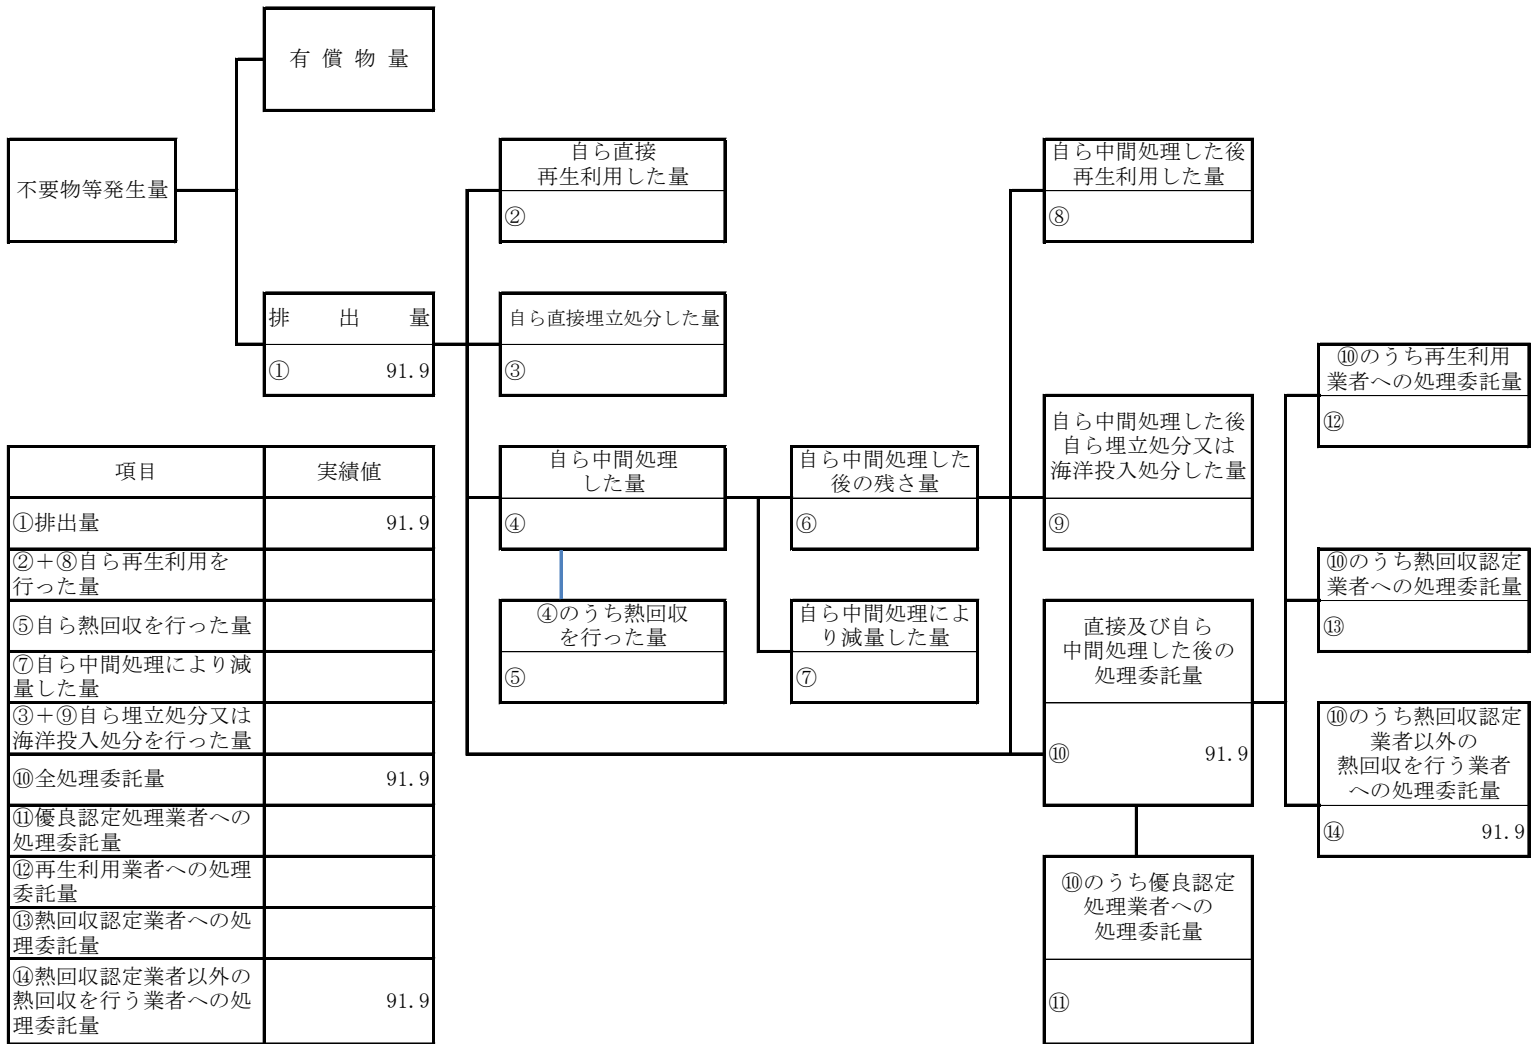 有 償 物 量
不要物等発生量
排 出 量
① 91.9
自ら直接
再生利用した量
②
自ら直接埋立処分した量
③
自ら中間処理
した量
④
④のうち熱回収
を行った量
⑤
自ら中間処理した
後の残さ量
⑥
自ら中間処理によ
り減量した量
⑦
自ら中間処理した後
再生利用した量
⑧
自ら中間処理した後
自ら埋立処分又は
海洋投入処分した量
⑨
直接及び自ら
中間処理した後の
処理委託量
⑩ 91.9
⑩のうち優良認定
処理業者への
処理委託量
⑪
⑩のうち再生利用
業者への処理委託量
⑫
⑩のうち熱回収認定
業者への処理委託量
⑬
⑩のうち熱回収認定
業者以外の
熱回収を行う業者
への処理委託量
⑭ 91.9
項目 実績値
①排出量 91.9
②＋⑧自ら再生利用を
行った量
⑤自ら熱回収を行った量
⑦自ら中間処理により減
量した量
③＋⑨自ら埋立処分又は
海洋投入処分を行った量
⑩全処理委託量 91.9
⑪優良認定処理業者への
処理委託量
⑫再生利用業者への処理
委託量
⑬熱回収認定業者への処
理委託量
⑭熱回収認定業者以外の
熱回収を行う業者への処 91.9
理委託量